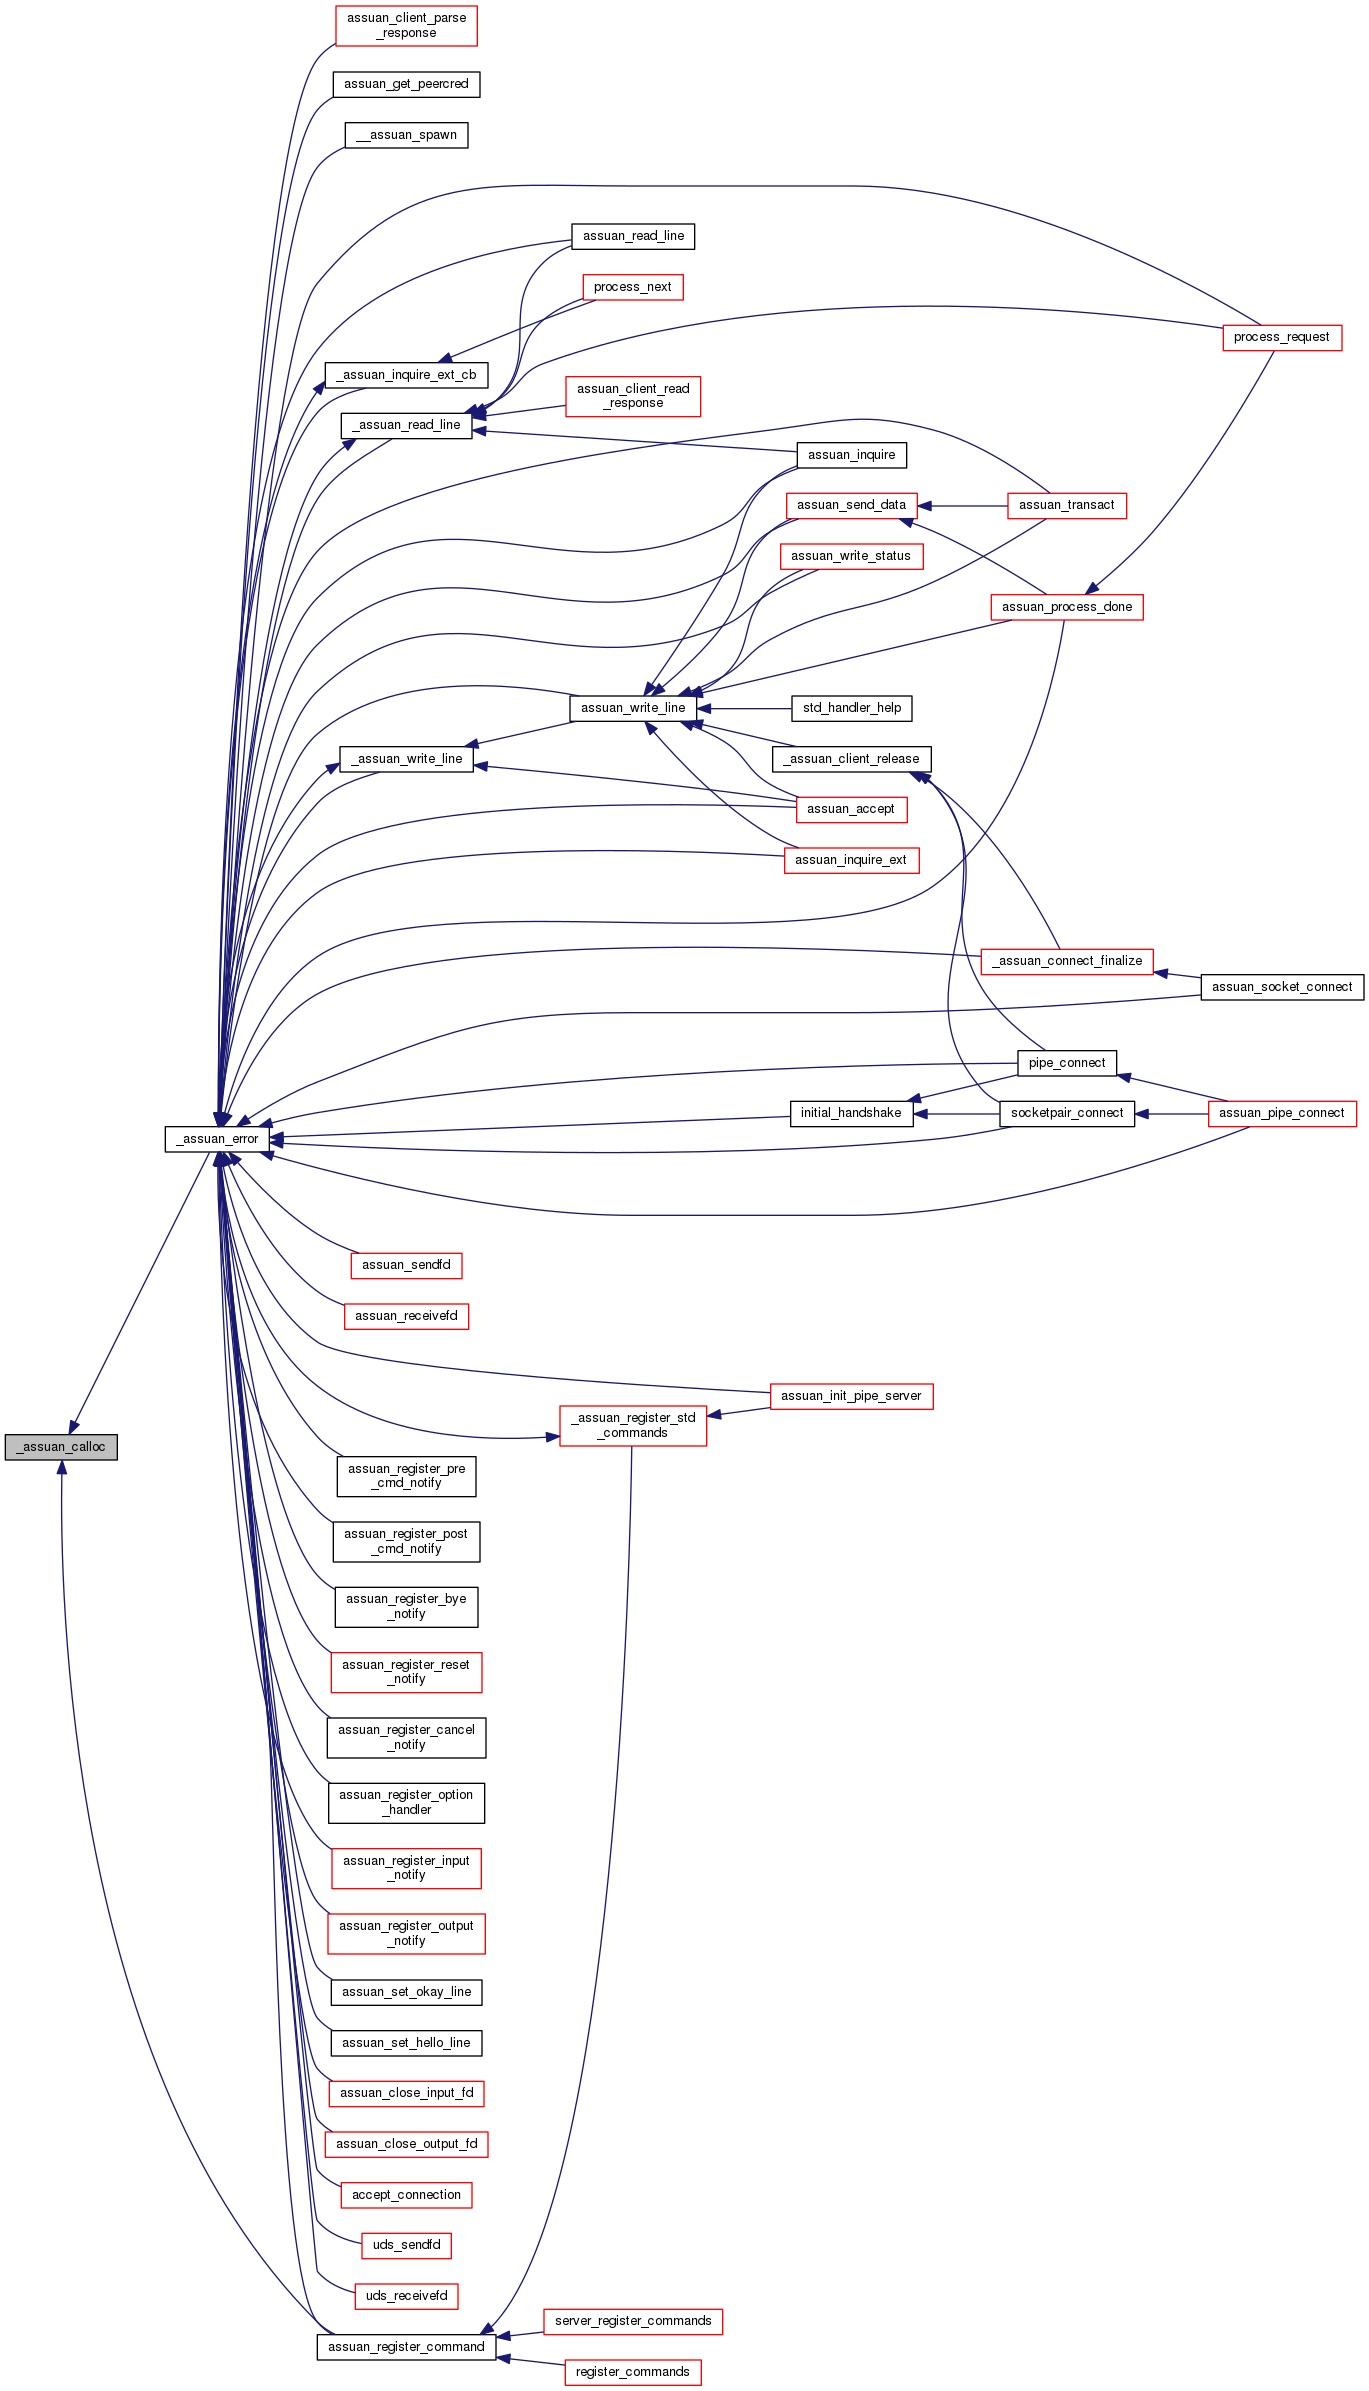 assuan_client_parse
_response
assuan_get_peercred
__assuan_spawn
assuan_read_line
process_next
process_request
_assuan_inquire_ext_cb
assuan_client_read
_response
_assuan_read_line
assuan_inquire
assuan_send_data
assuan_transact
assuan_write_status
assuan_process_done
assuan_write_line
std_handler_help
_assuan_write_line
_assuan_client_release
assuan_accept
assuan_inquire_ext
_assuan_connect_finalize
assuan_socket_connect
pipe_connect
initial_handshake
socketpair_connect
assuan_pipe_connect
_assuan_error
assuan_sendfd
assuan_receivefd
assuan_init_pipe_server
_assuan_register_std
_commands
_assuan_calloc
assuan_register_pre
_cmd_notify
assuan_register_post
_cmd_notify
assuan_register_bye
_notify
assuan_register_reset
_notify
assuan_register_cancel
_notify
assuan_register_option
_handler
assuan_register_input
_notify
assuan_register_output
_notify
assuan_set_okay_line
assuan_set_hello_line
assuan_close_input_fd
assuan_close_output_fd
accept_connection
uds_sendfd
uds_receivefd
server_register_commands
assuan_register_command
register_commands